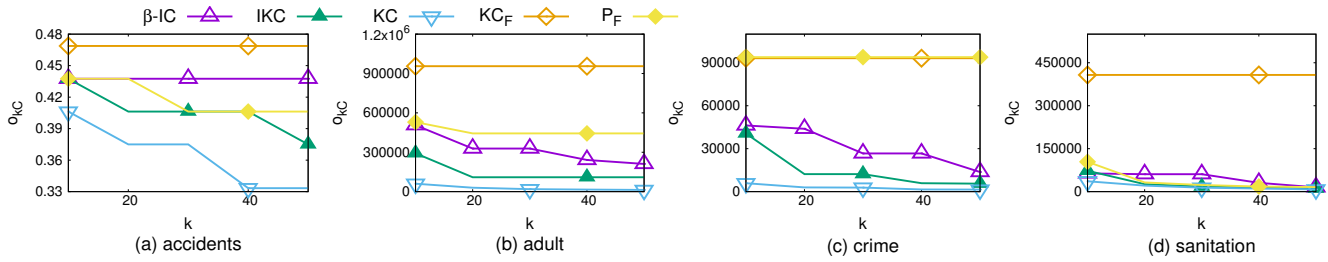 β-IC IKC KC KC_F P_F
0.48
0.45
0.42
0.39
0.36
0.33
o_kC
20 40
k
(a) accidents
1.2x10^6
900000
600000
300000
0
o_kC
20 40
k
(b) adult
90000
60000
30000
0
o_kC
20 40
k
(c) crime
450000
300000
150000
0
o_kC
20 40
k
(d) sanitation